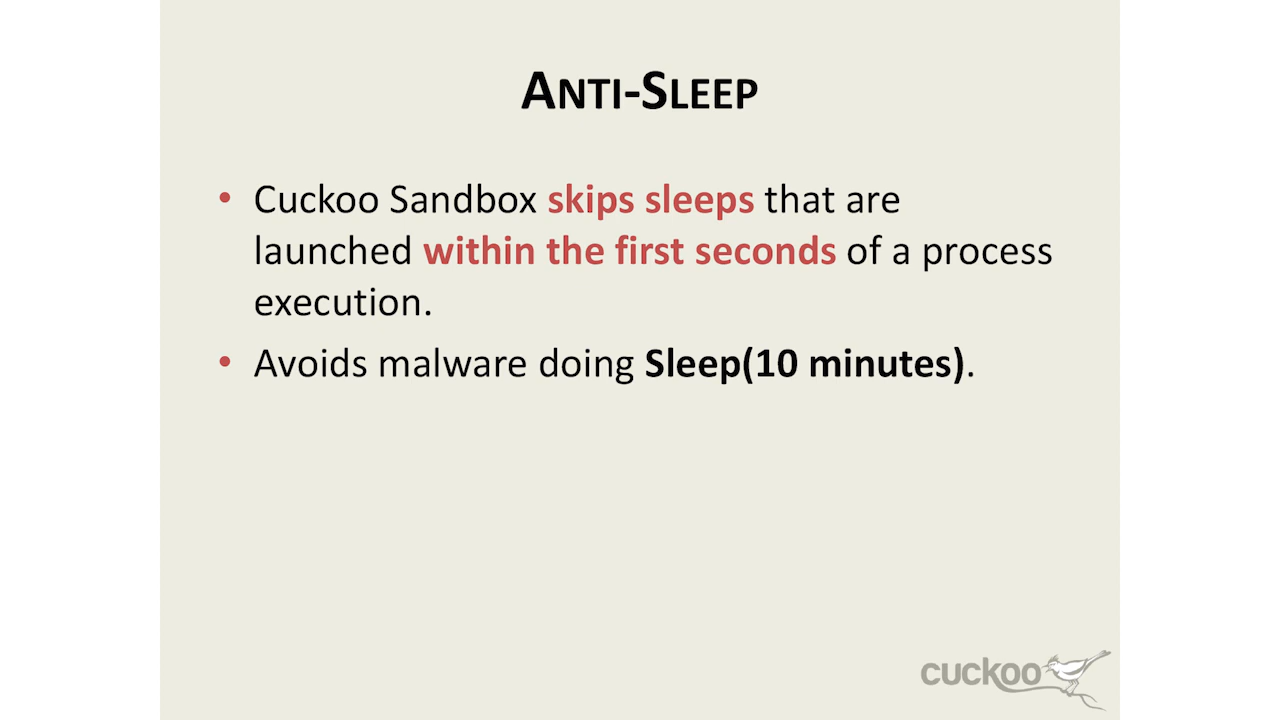 ANTI-SLEEP
• Cuckoo Sandbox skips sleeps that are
launched within the first seconds of a process
execution.
• Avoids malware doing Sleep(10 minutes).
cuckoo